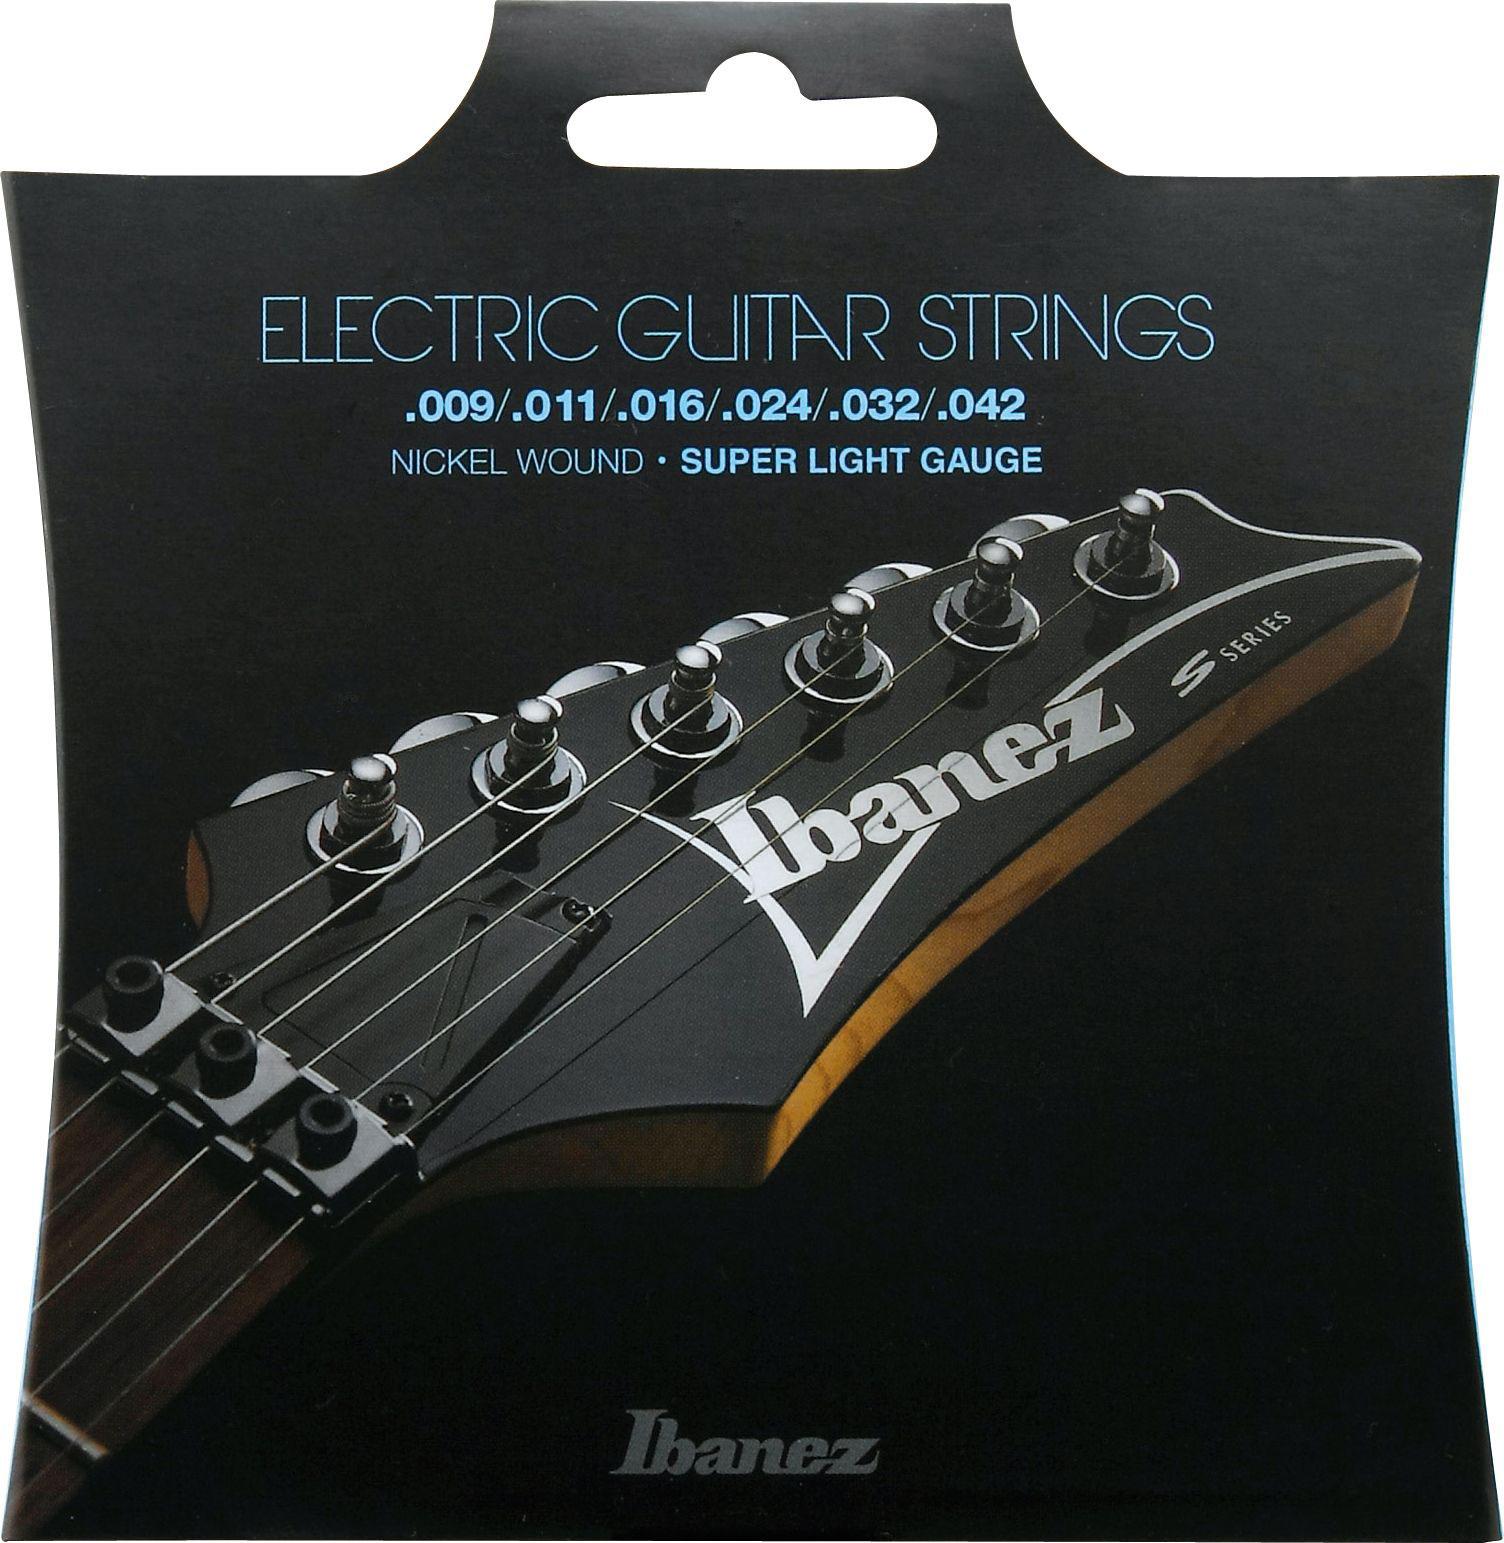 ELECTRIC GUITAR STRINGS
.009/.011/.016/.024/.032/.042
NICKEL WOUND • SUPER LIGHT GAUGE
S SERIES
Ibanez
Ibanez